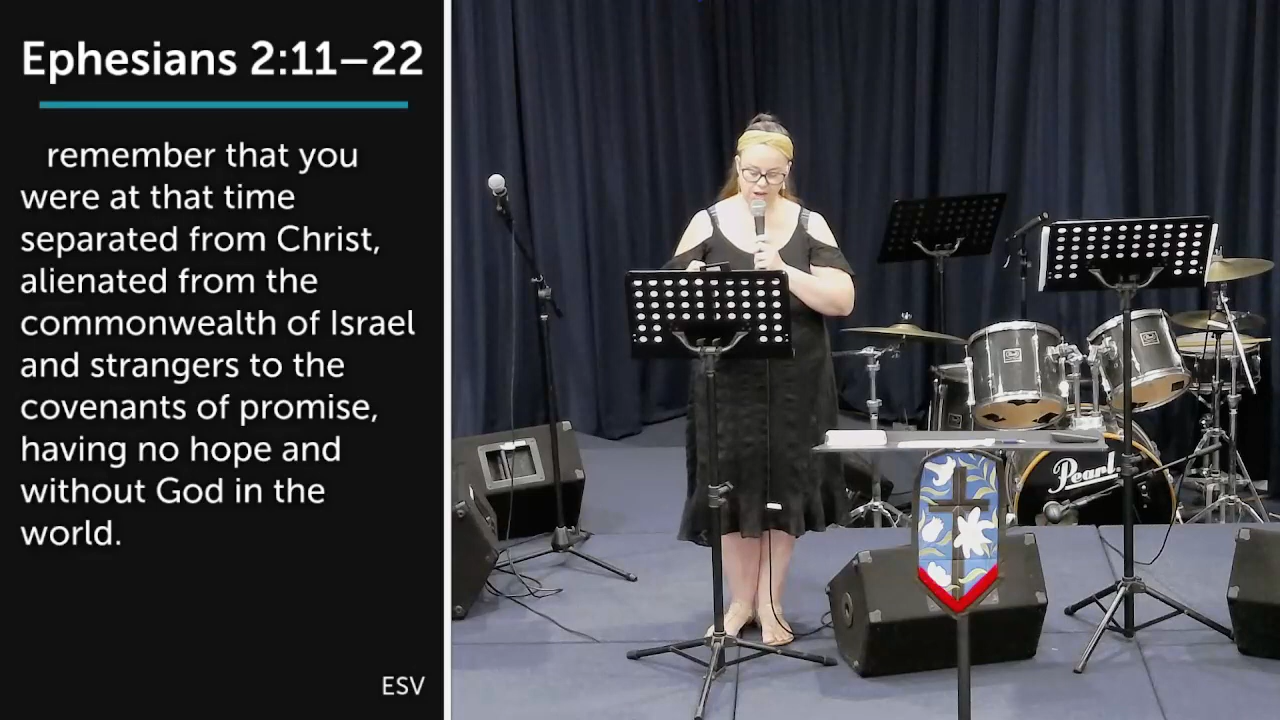 Ephesians 2:11–22
remember that you
were at that time
separated from Christ,
alienated from the
commonwealth of Israel
and strangers to the
covenants of promise,
having no hope and
without God in the
world.
ESV
Pearl